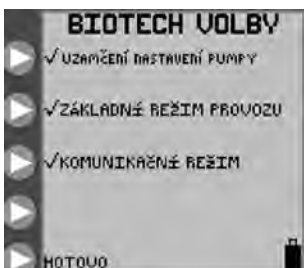 BIOTECH VOLBY
√ UZAMČENÍ NASTAVENÍ PUMPY
√ZÁKLADNí REŽIM PROVOZU
√KOMUNIKAčNí REŽIM
HOTOVO